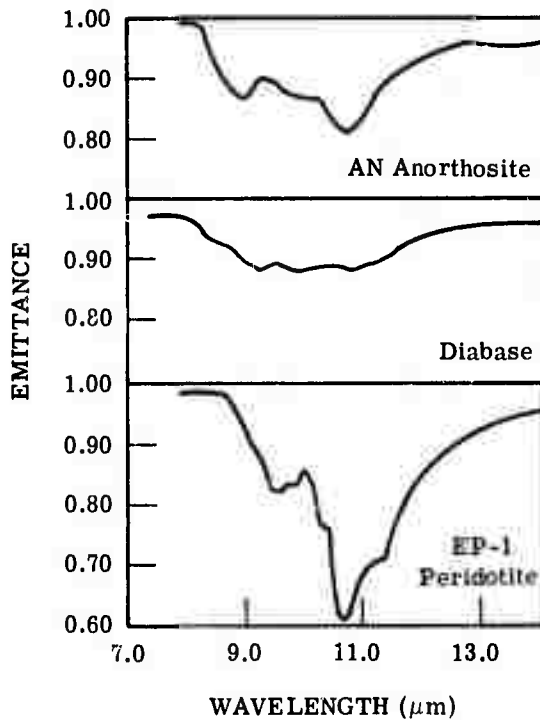 1.00
0.90
0.80
AN Anorthosite
1.00
0.90
0.80
Diabase
1.00
0.90
0.80
0.70
0.60
EP-1
Peridotite
7.0 9.0 11.0 13.0
WAVELENGTH (μm)
EMITTANCE